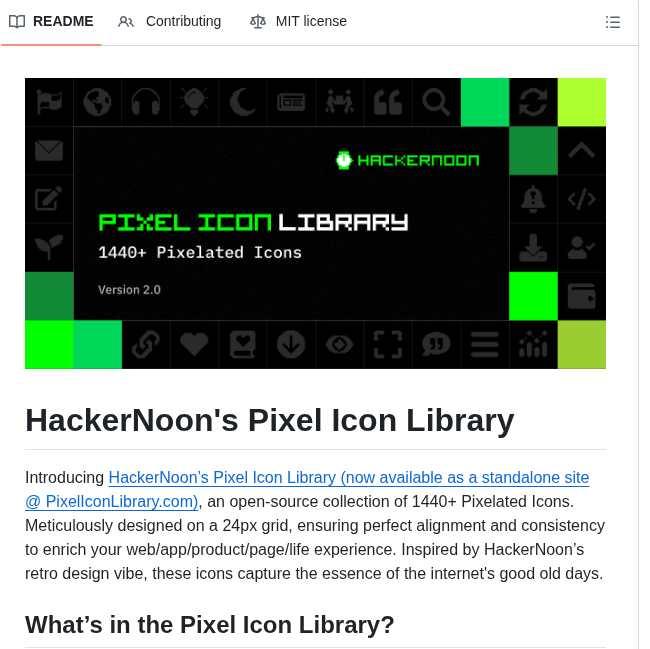 README Contributing MIT license
HACKERNOON
PIXEL ICON LIBRARY
1440+ Pixelated Icons
Version 2.0
HackerNoon's Pixel Icon Library
Introducing HackerNoon’s Pixel Icon Library (now available as a standalone site
@ PixelIconLibrary.com), an open-source collection of 1440+ Pixelated Icons.
Meticulously designed on a 24px grid, ensuring perfect alignment and consistency
to enrich your web/app/product/page/life experience. Inspired by HackerNoon’s
retro design vibe, these icons capture the essence of the internet's good old days.
What’s in the Pixel Icon Library?